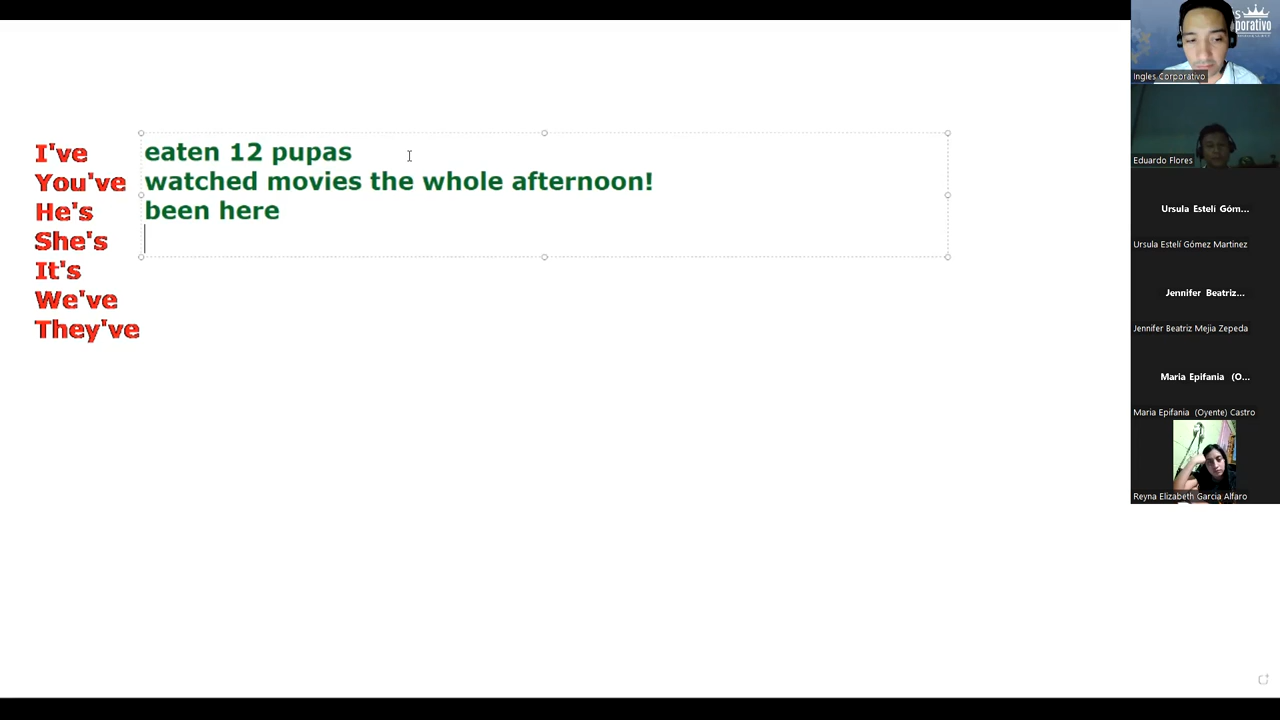 I've eaten 12 pupas
You've watched movies the whole afternoon!
He's been here
She's
It's
We've
They've
S
porativo
Ingles Corporativo
Eduardo Flores
Ursula Estelí Góm...
Ursula Estelí Gómez Martinez
Jennifer Beatriz...
Jennifer Beatriz Mejia Zepeda
Maria Epifania (O...
Maria Epifania (Oyente) Castro
Reyna Elizabeth Garcia Alfaro